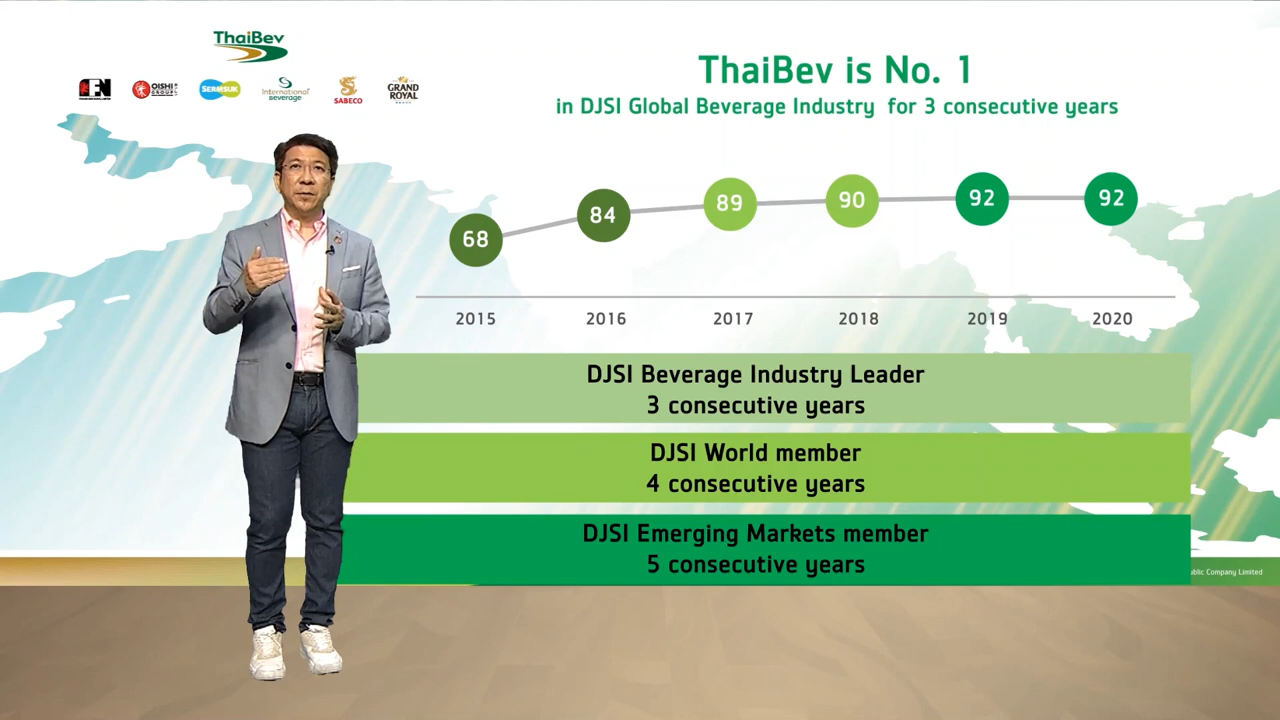 ThaiBev
OISHI
GROUP
SERMSUK
International
Beverage
SABECO
GRAND
ROYAL
ThaiBev is No. 1
in DJSI Global Beverage Industry for 3 consecutive years
68
84
89
90
92
92
2015
2016
2017
2018
2019
2020
DJSI Beverage Industry Leader
3 consecutive years
DJSI World member
4 consecutive years
DJSI Emerging Markets member
5 consecutive years
Company Limited